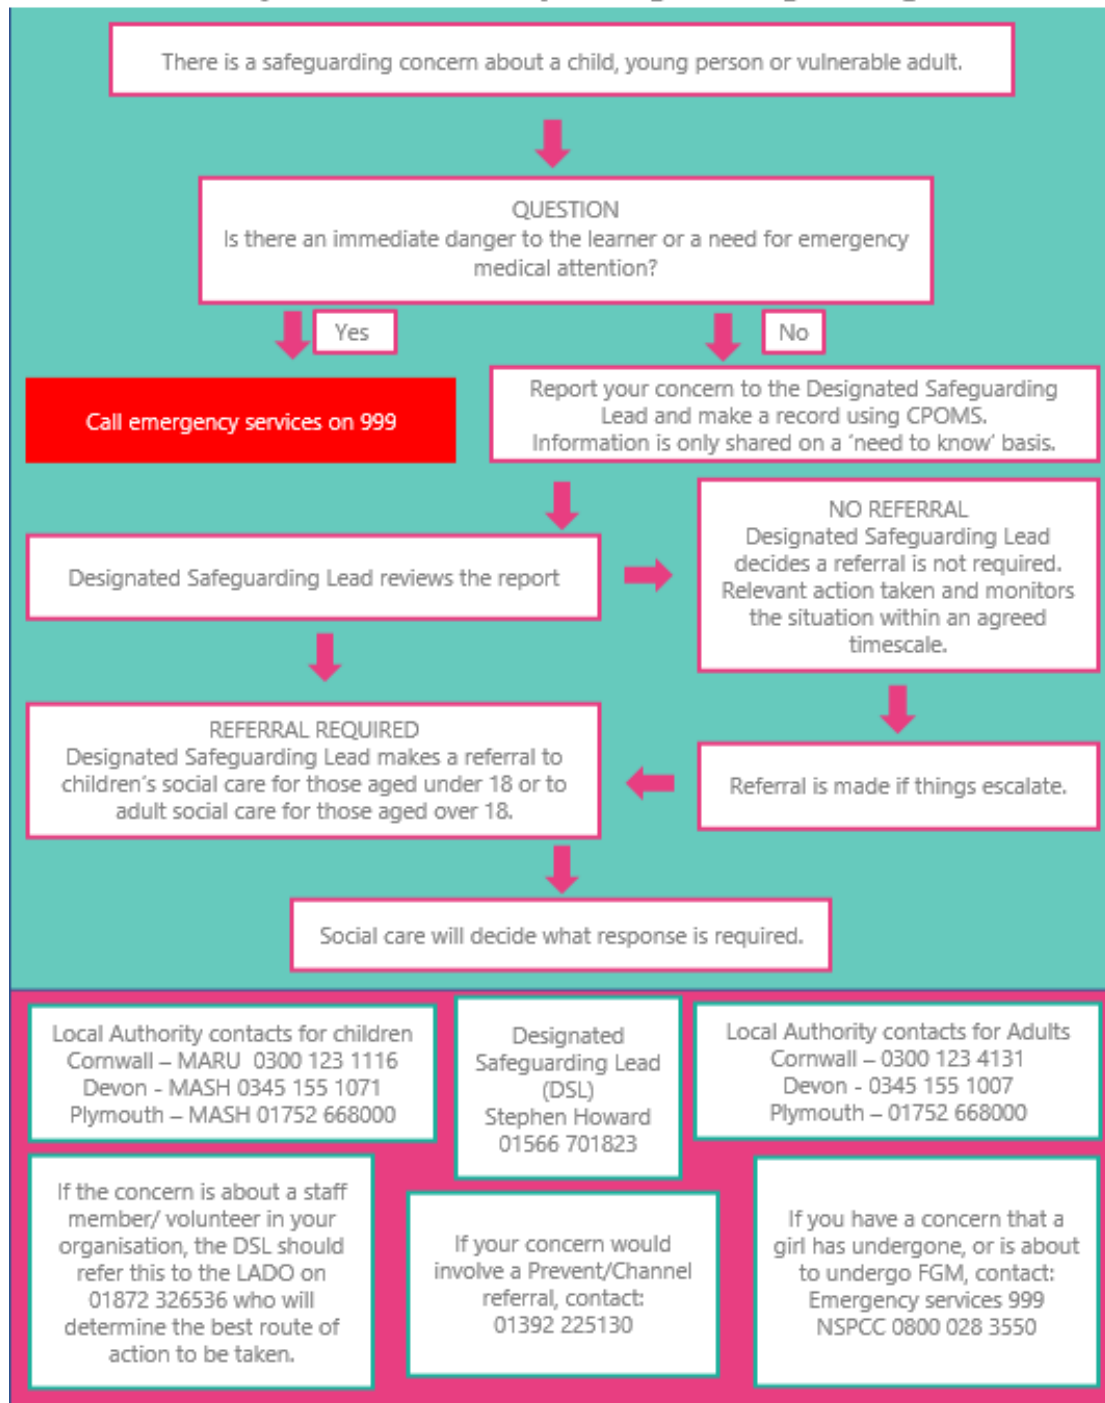 There is a safeguarding concern about a child, young person or vulnerable adult.
QUESTION
Is there an immediate danger to the learner or a need for emergency
medical attention?
Yes
No
Call emergency services on 999
Report your concern to the Designated Safeguarding
Lead and make a record using CPOMS.
Information is only shared on a ‘need to know’ basis.
Designated Safeguarding Lead reviews the report
NO REFERRAL
Designated Safeguarding Lead
decides a referral is not required.
Relevant action taken and monitors
the situation within an agreed
timescale.
REFERRAL REQUIRED
Designated Safeguarding Lead makes a referral to
children’s social care for those aged under 18 or to
adult social care for those aged over 18.
Referral is made if things escalate.
Social care will decide what response is required.
Local Authority contacts for children
Cornwall – MARU 0300 123 1116
Devon - MASH 0345 155 1071
Plymouth – MASH 01752 668000
Designated
Safeguarding Lead
(DSL)
Stephen Howard
01566 701823
Local Authority contacts for Adults
Cornwall – 0300 123 4131
Devon - 0345 155 1007
Plymouth – 01752 668000
If the concern is about a staff
member/ volunteer in your
organisation, the DSL should
refer this to the LADO on
01872 326536 who will
determine the best route of
action to be taken.
If your concern would
involve a Prevent/Channel
referral, contact:
01392 225130
If you have a concern that a
girl has undergone, or is about
to undergo FGM, contact:
Emergency services 999
NSPCC 0800 028 3550